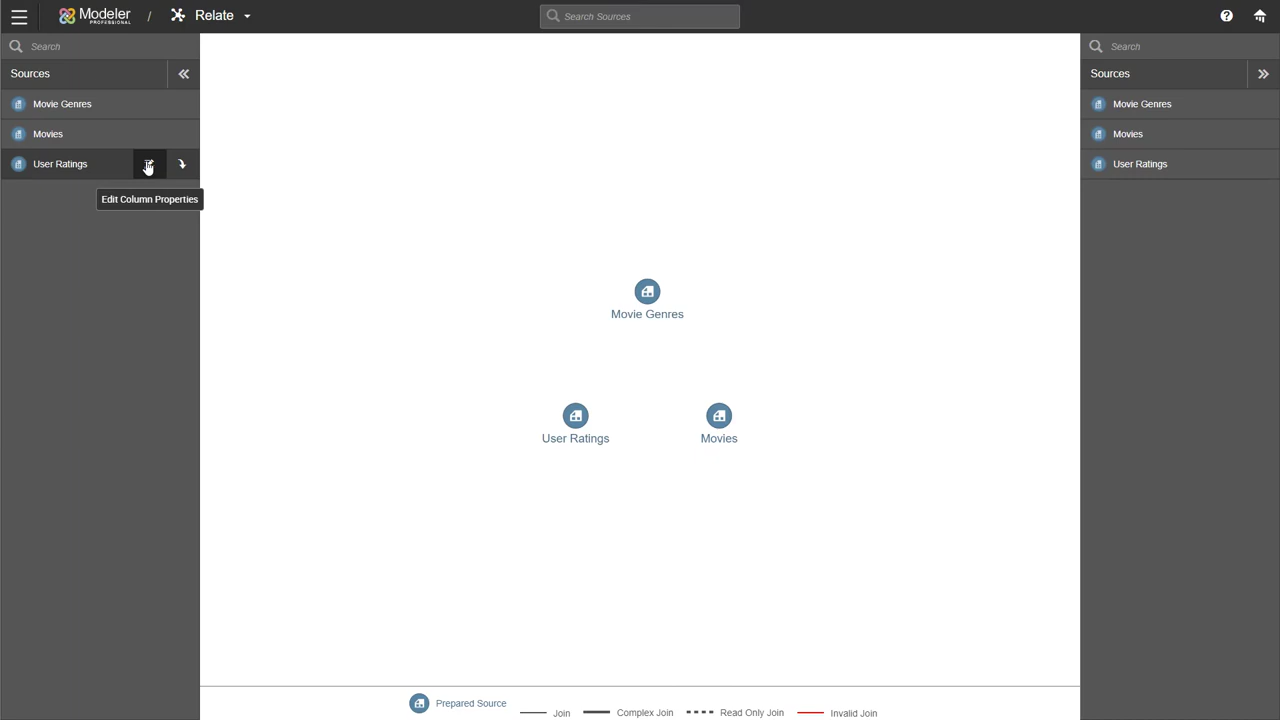 Modeler
PROFESSIONAL
/
Relate
Search Sources
Search
Sources
Movie Genres
Movies
User Ratings
Edit Column Properties
Movie Genres
User Ratings
Movies
Search
Sources
Movie Genres
Movies
User Ratings
Prepared Source
Join
Complex Join
Read Only Join
Invalid Join